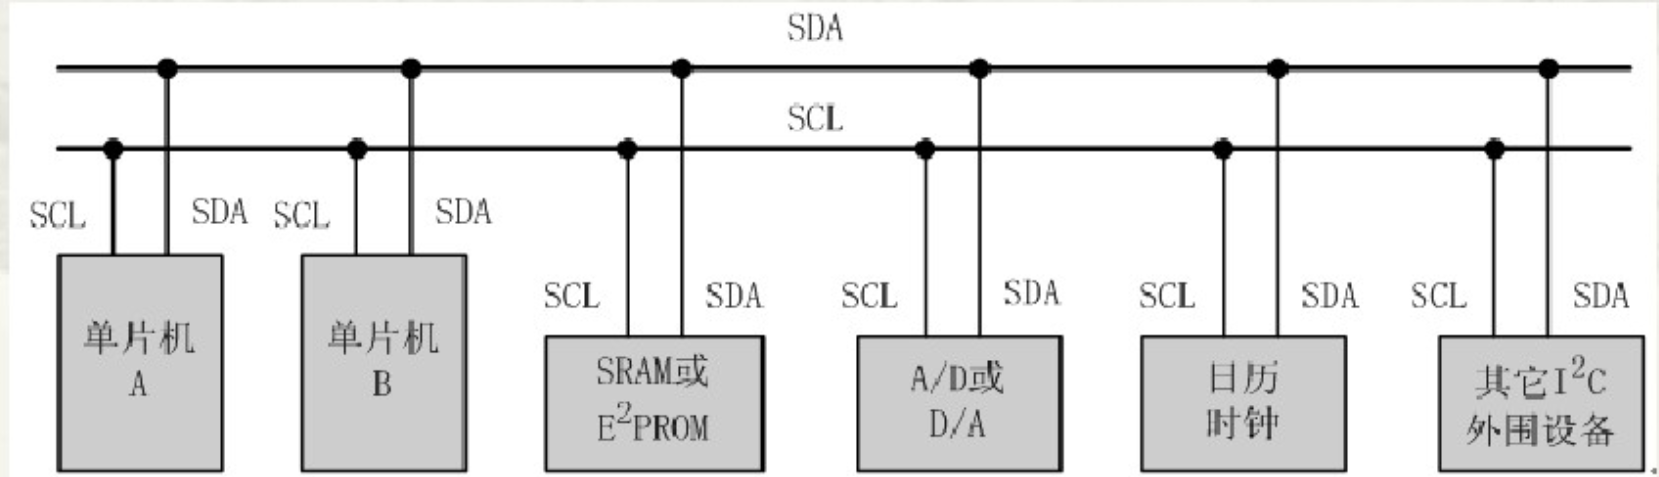 SDA
SCL
SCL
SDA
SCL
SDA
SCL
SDA
SCL
SDA
SCL
SDA
SCL
SDA
单片机
A
单片机
B
SRAM或
E²PROM
A/D或
D/A
日历
时钟
其它I²C
外围设备